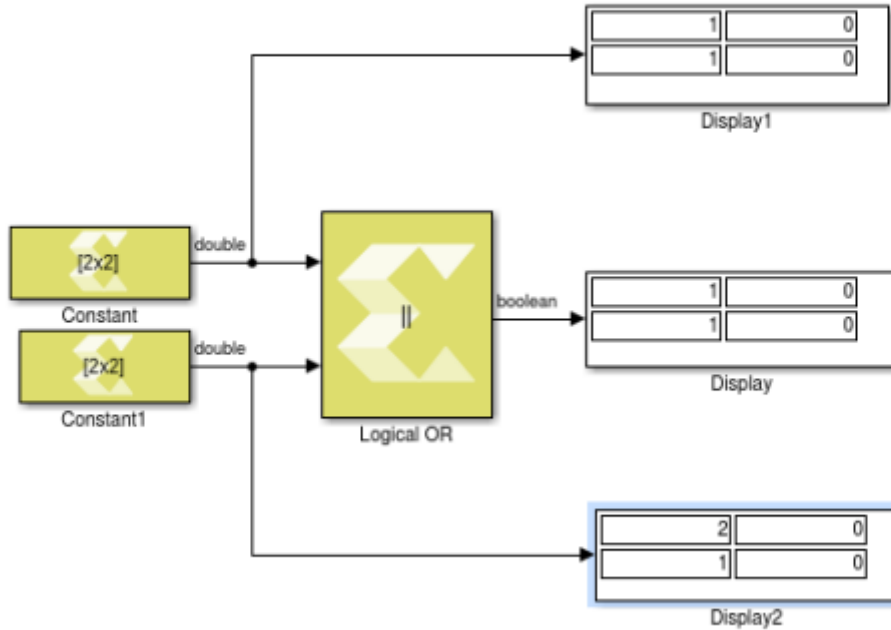 1 0
1 0
Display1
double
[2x2]
Constant
double
[2x2]
Constant1
||
Logical OR
boolean
1 0
1 0
Display
2 0
1 0
Display2